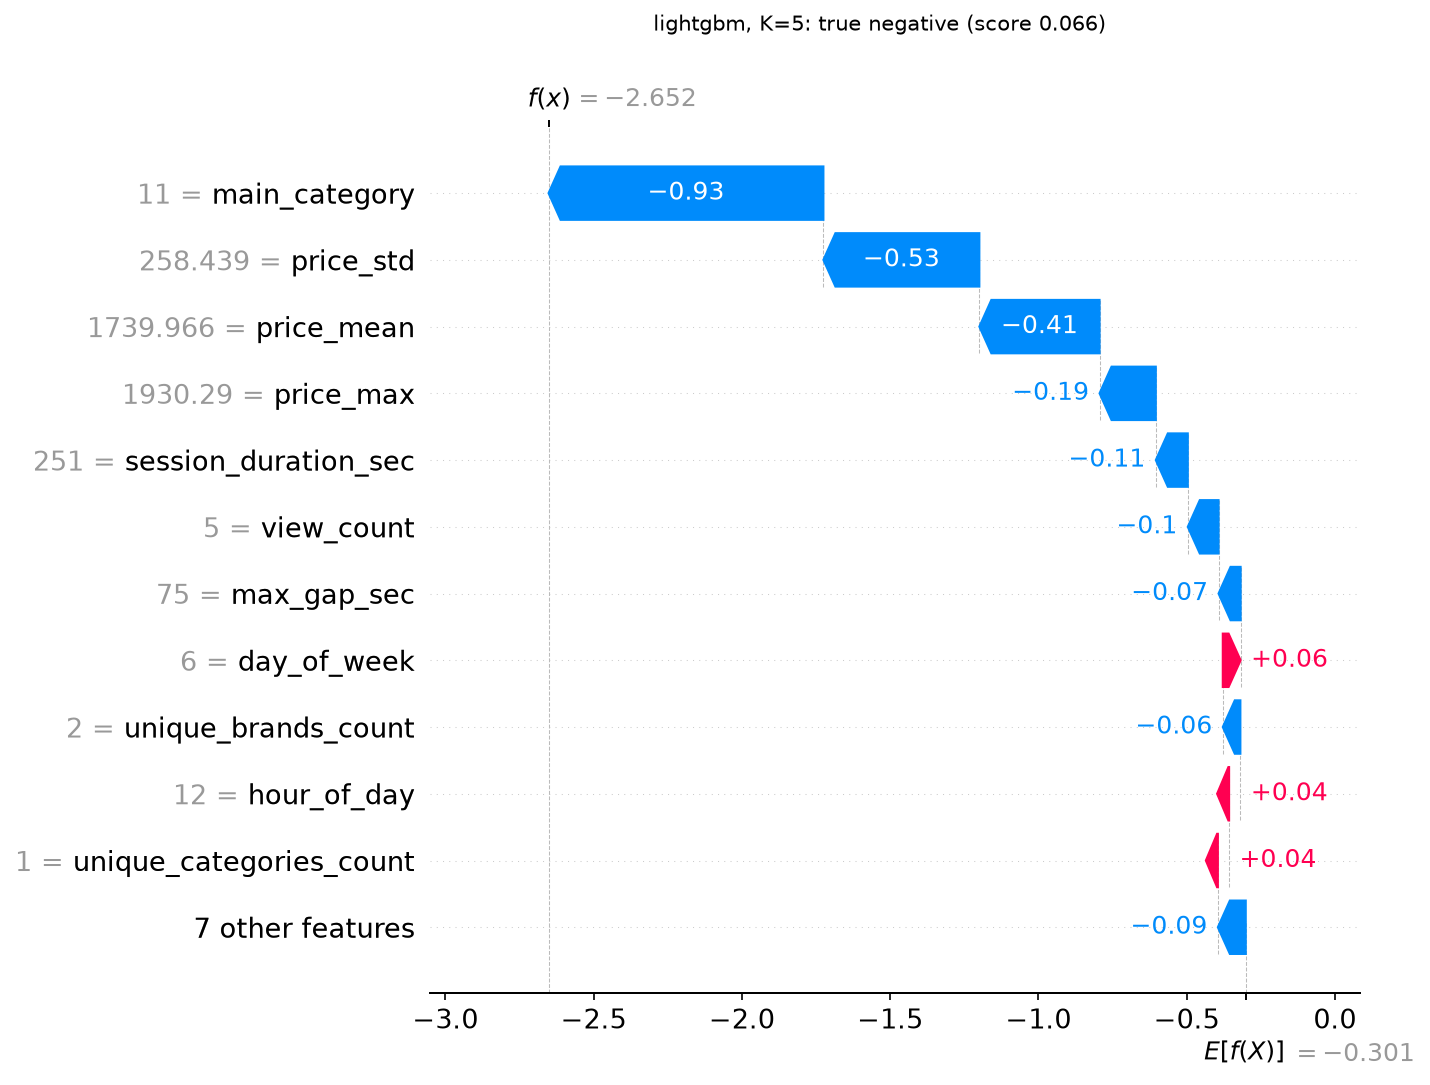 lightgbm, K=5: true negative (score 0.066)
f(x) = −2.652
11 = main_category −0.93
258.439 = price_std −0.53
1739.966 = price_mean −0.41
1930.29 = price_max −0.19
251 = session_duration_sec −0.11
5 = view_count −0.1
75 = max_gap_sec −0.07
6 = day_of_week +0.06
2 = unique_brands_count −0.06
12 = hour_of_day +0.04
1 = unique_categories_count +0.04
7 other features −0.09
−3.0 −2.5 −2.0 −1.5 −1.0 −0.5 0.0
E[f(X)] = −0.301